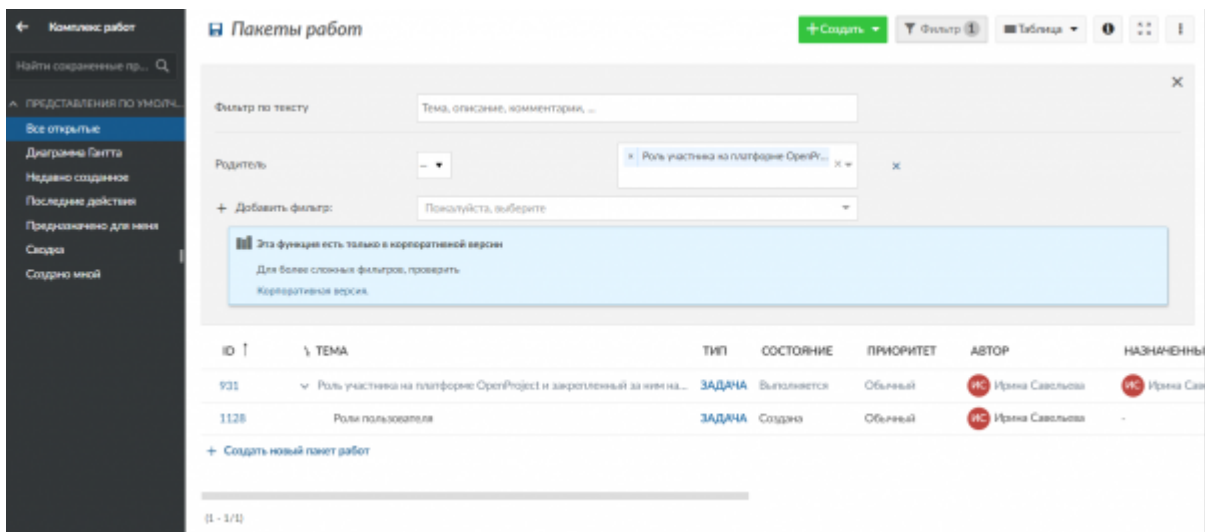 Комплекс работ
Пакеты работ
+ Создать
Фильтр 1
Таблица
Найти сохраненные пр...
ПРЕДСТАВЛЕНИЯ ПО УМОЛЧ...
Все открытые
Диаграмма Гантта
Недавно созданное
Последние действия
Предназначено для меня
Сводка
Создано мной
Фильтр по тексту
Тема, описание, комментарии, ...
Родитель
× Роль участника на платформе OpenPr...
+ Добавить фильтр:
Пожалуйста, выберите
Эта функция есть только в корпоративной версии
Для более сложных фильтров, проверить
Корпоративная версия.
ID ↑ ТЕМА ТИП СОСТОЯНИЕ ПРИОРИТЕТ АВТОР НАЗНАЧЕННЫ
931 Роль участника на платформе OpenProject и закрепленный за ним на... ЗАДАЧА Выполняется Обычный ИС Ирина Савельева ИС Ирина Сав
1128 Роли пользователя ЗАДАЧА Создана Обычный ИС Ирина Савельева -
+ Создать новый пакет работ
(1 - 1/1)